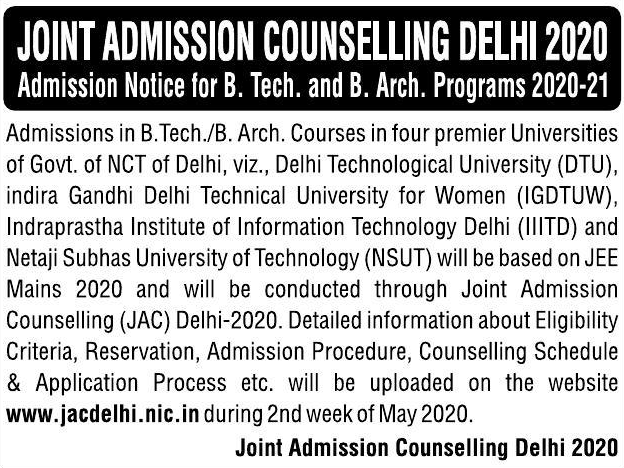 JOINT ADMISSION COUNSELLING DELHI 2020
Admission Notice for B. Tech. and B. Arch. Programs 2020-21
Admissions in B.Tech./B. Arch. Courses in four premier Universities
of Govt. of NCT of Delhi, viz., Delhi Technological University (DTU),
indira Gandhi Delhi Technical University for Women (IGDTUW),
Indraprastha Institute of Information Technology Delhi (IIITD) and
Netaji Subhas University of Technology (NSUT) will be based on JEE
Mains 2020 and will be conducted through Joint Admission
Counselling (JAC) Delhi-2020. Detailed information about Eligibility
Criteria, Reservation, Admission Procedure, Counselling Schedule
& Application Process etc. will be uploaded on the website
www.jacdelhi.nic.in during 2nd week of May 2020.
Joint Admission Counselling Delhi 2020